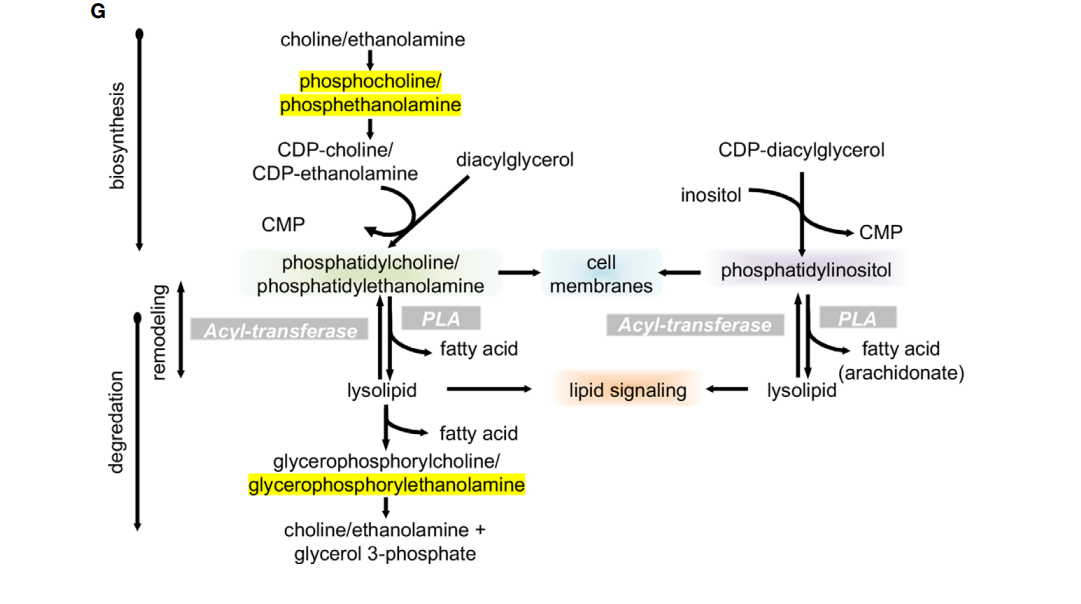 G
choline/ethanolamine
phosphocholine/
phosphethanolamine
CDP-choline/
CDP-ethanolamine
diacylglycerol
CMP
CDP-diacylglycerol
inositol
CMP
phosphatidylcholine/
phosphatidylethanolamine
cell
membranes
phosphatidylinositol
biosynthesis
remodeling
degredation
Acyl-transferase
PLA
fatty acid
Acyl-transferase
PLA
fatty acid
(arachidonate)
lysolipid
lipid signaling
lysolipid
fatty acid
glycerophosphorylcholine/
glycerophosphorylethanolamine
choline/ethanolamine +
glycerol 3-phosphate